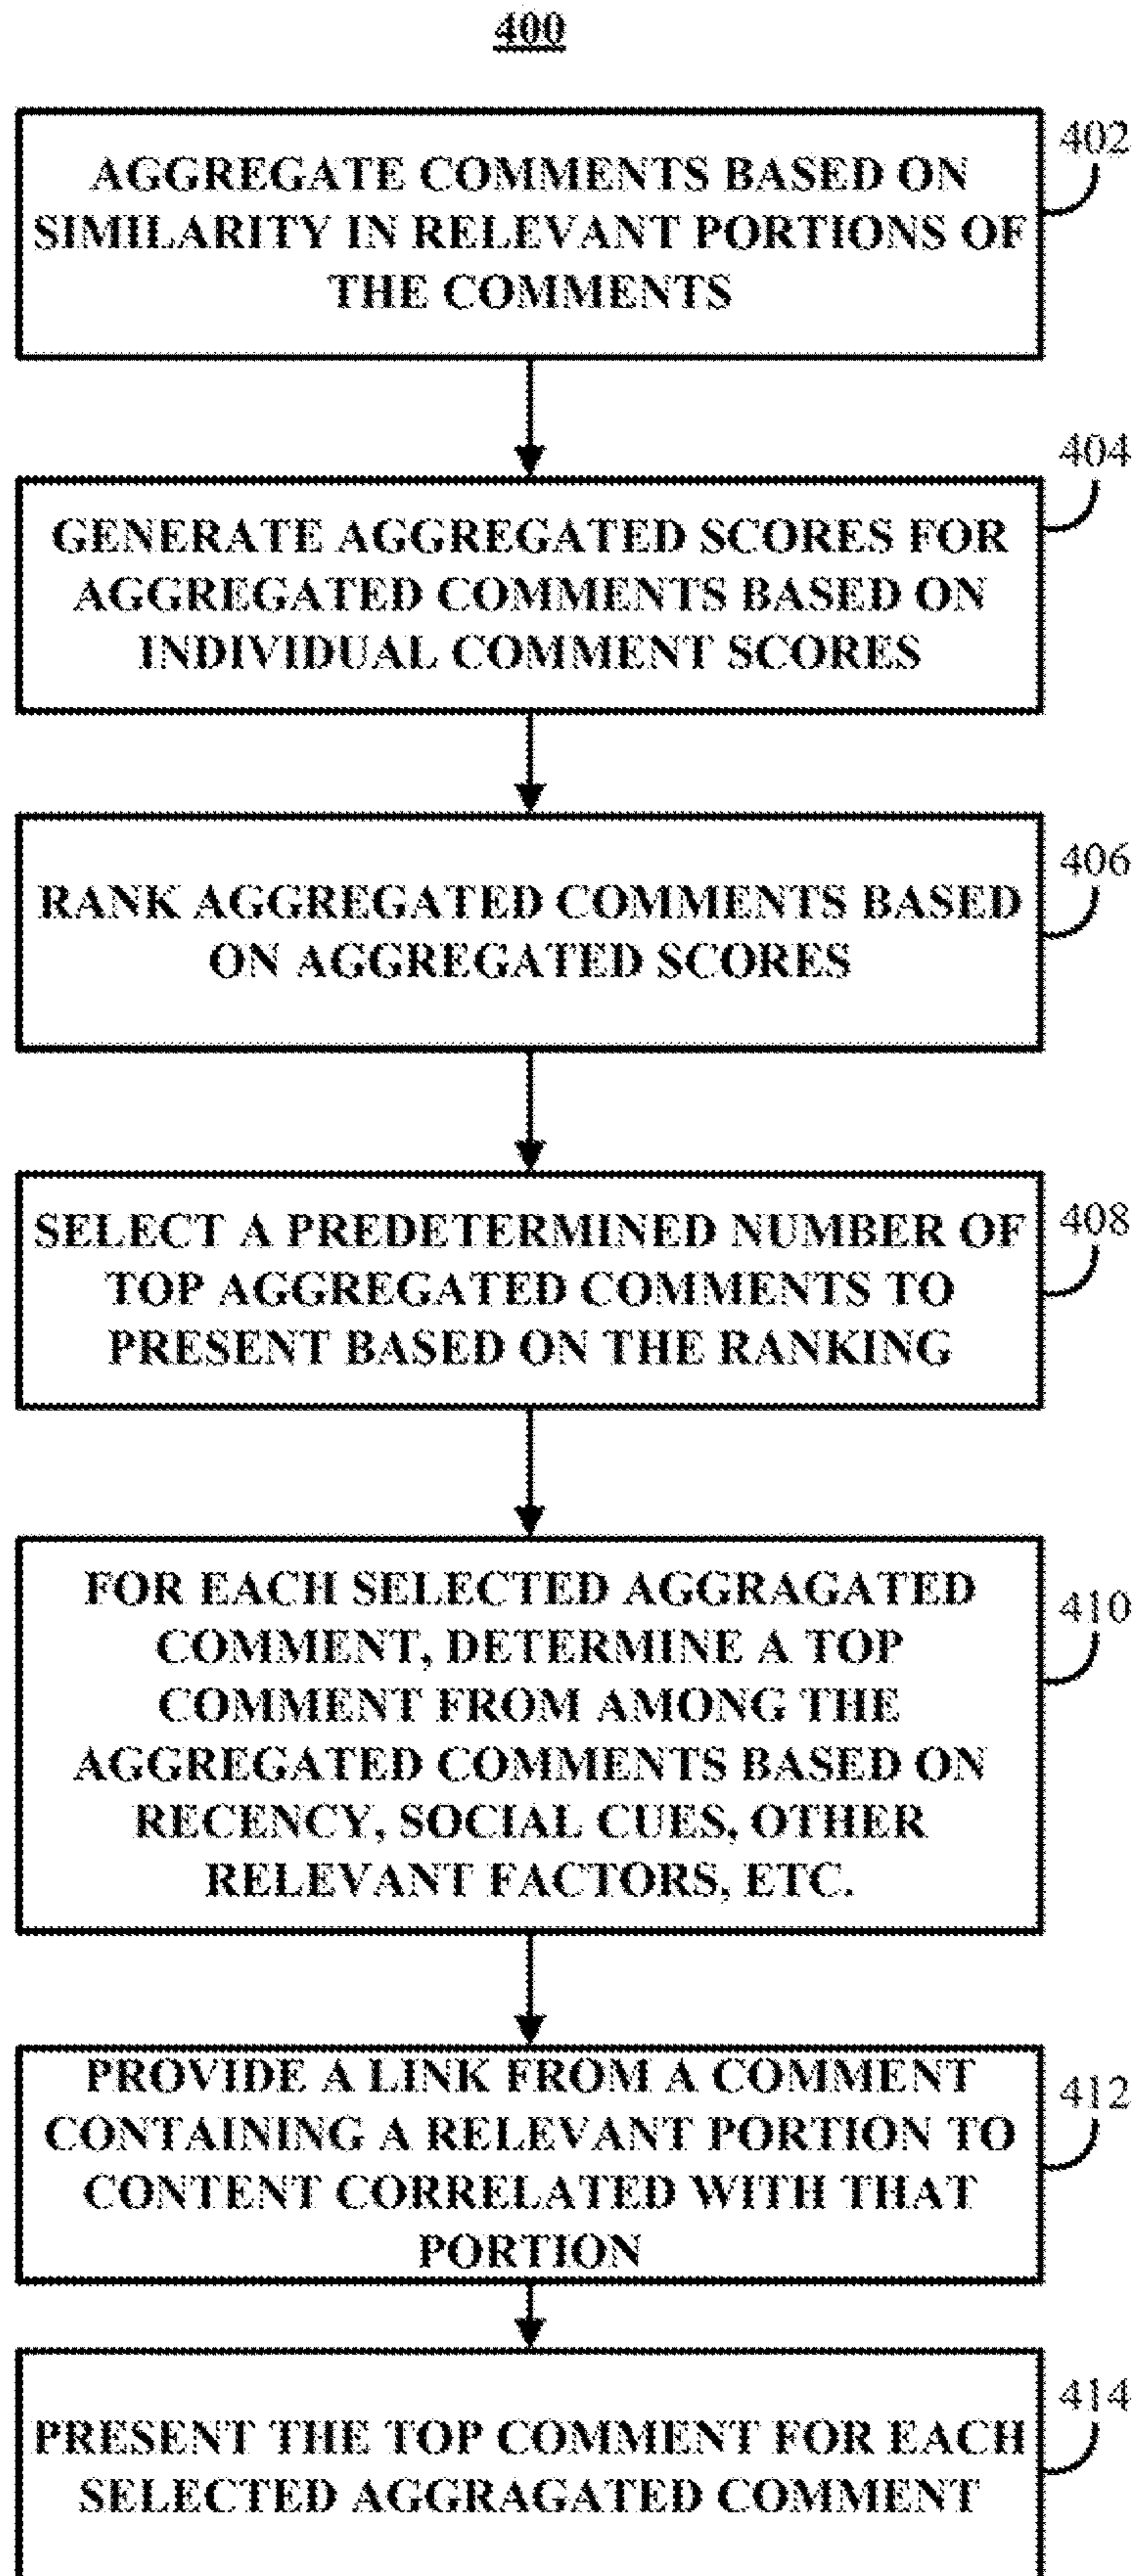 400
402
AGGREGATE COMMENTS BASED ON
SIMILARITY IN RELEVANT PORTIONS OF
THE COMMENTS
404
GENERATE AGGREGATED SCORES FOR
AGGREGATED COMMENTS BASED ON
INDIVIDUAL COMMENT SCORES
406
RANK AGGREGATED COMMENTS BASED
ON AGGREGATED SCORES
408
SELECT A PREDETERMINED NUMBER OF
TOP AGGREGATED COMMENTS TO
PRESENT BASED ON THE RANKING
410
FOR EACH SELECTED AGGRAGATED
COMMENT, DETERMINE A TOP
COMMENT FROM AMONG THE
AGGREGATED COMMENTS BASED ON
RECENCY, SOCIAL CUES, OTHER
RELEVANT FACTORS, ETC.
412
PROVIDE A LINK FROM A COMMENT
CONTAINING A RELEVANT PORTION TO
CONTENT CORRELATED WITH THAT
PORTION
414
PRESENT THE TOP COMMENT FOR EACH
SELECTED AGGRAGATED COMMENT